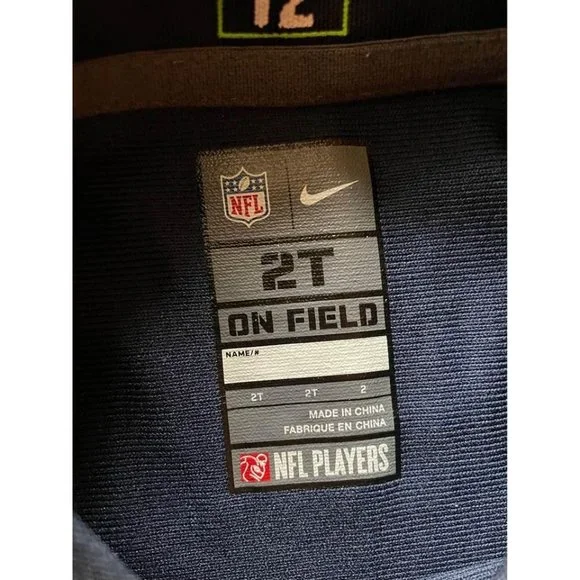 12
NFL
2T
ON FIELD
NAME/#
2T 2T 2
MADE IN CHINA
FABRIQUE EN CHINA
NFL PLAYERS